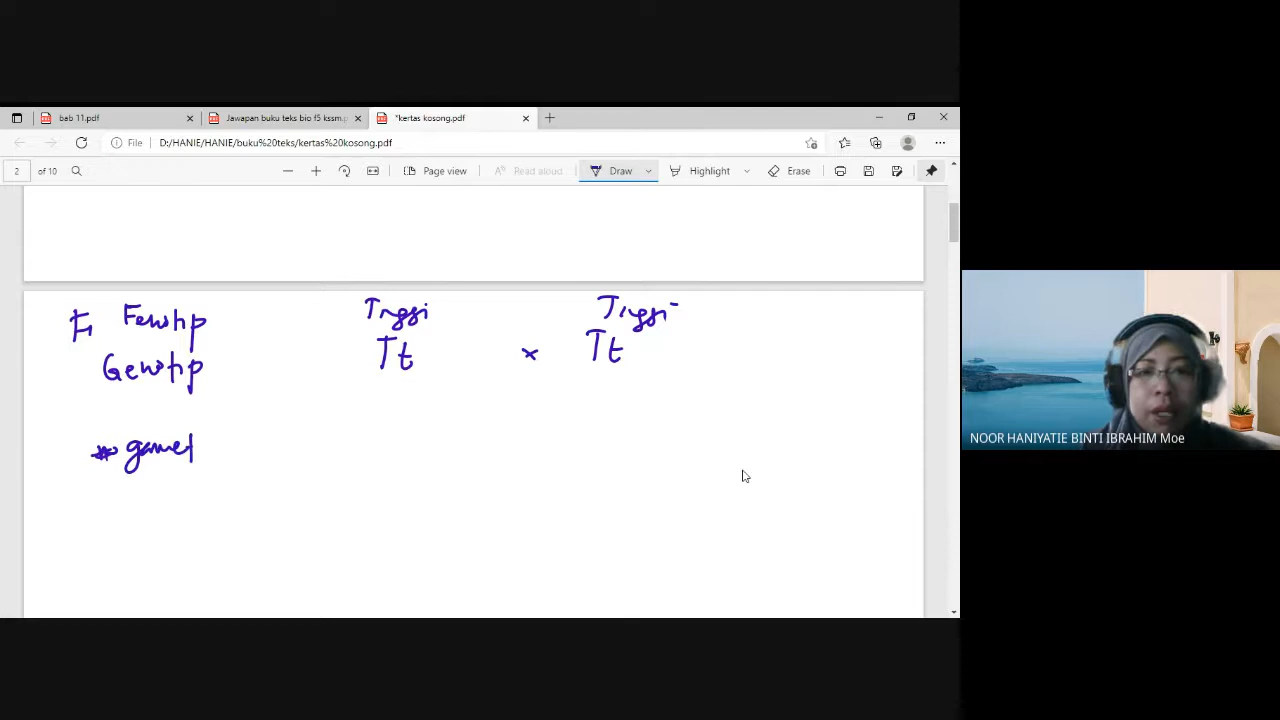 bab 11.pdf
Jawapan buku teks bio f5 kssm.p
*kertas kosong.pdf
File D:/HANIE/HANIE/buku%20teks/kertas%20kosong.pdf
2 of 10 Page view Read aloud Draw Highlight Erase
F1 Fenotip Tinggi Tinggi
Genotip Tt × Tt
gamet
NOOR HANIYATIE BINTI IBRAHIM Moe